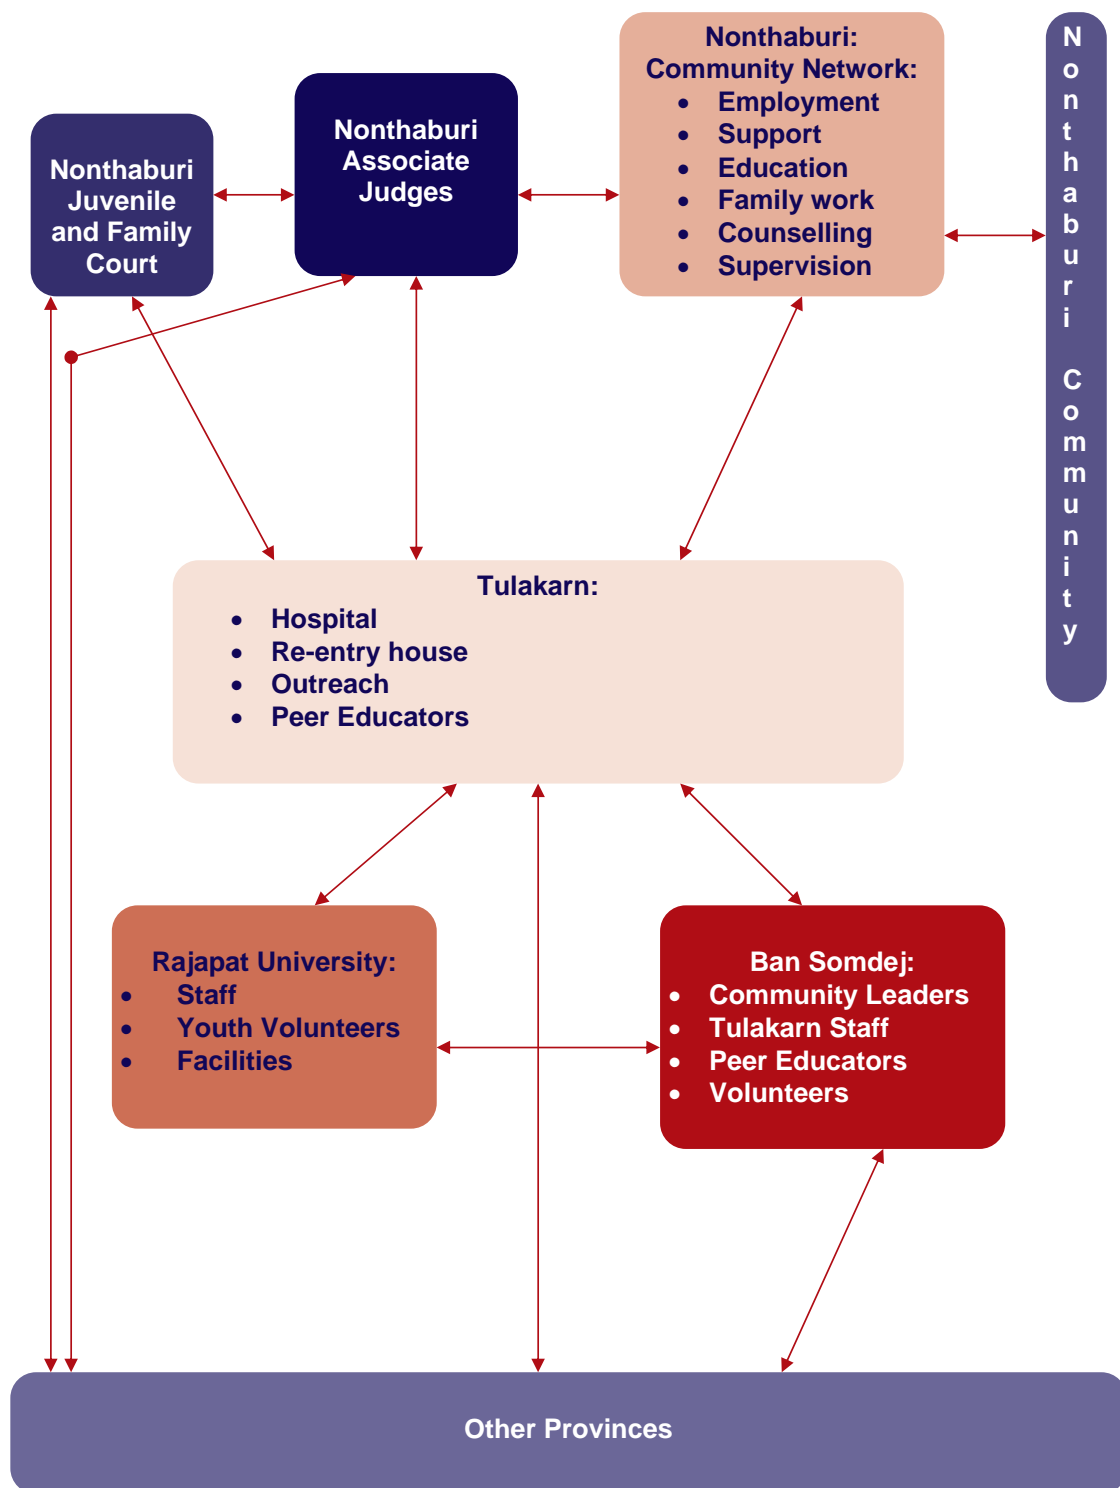 Nonthaburi
Juvenile
and Family
Court
Nonthaburi
Associate
Judges
Nonthaburi:
Community Network:
• Employment
• Support
• Education
• Family work
• Counselling
• Supervision
Nonthaburi Community
Tulakarn:
• Hospital
• Re-entry house
• Outreach
• Peer Educators
Rajapat University:
• Staff
• Youth Volunteers
• Facilities
Ban Somdej:
• Community Leaders
• Tulakarn Staff
• Peer Educators
• Volunteers
Other Provinces